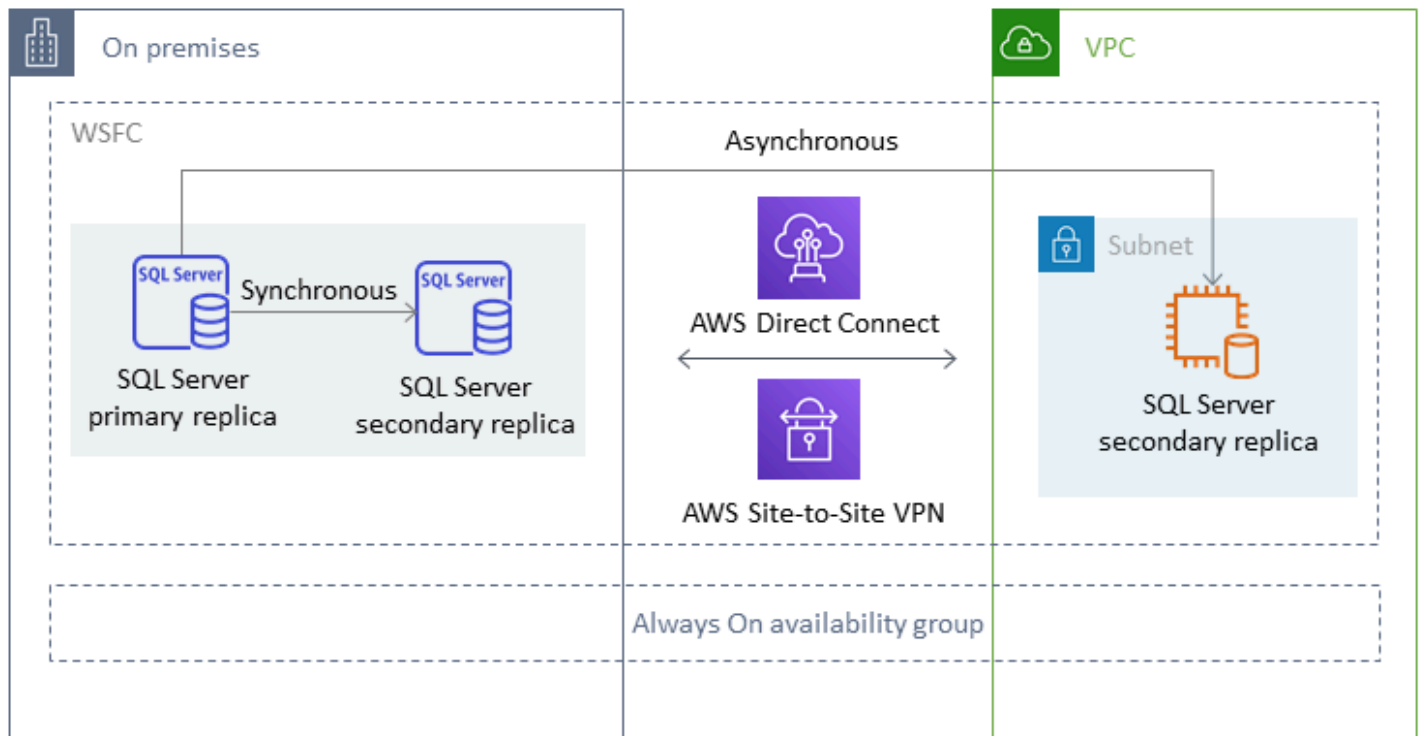 On premises
VPC
WSFC
Asynchronous
SQL Server
Synchronous
SQL Server
SQL Server
primary replica
SQL Server
secondary replica
AWS Direct Connect
AWS Site-to-Site VPN
Subnet
SQL Server
secondary replica
Always On availability group